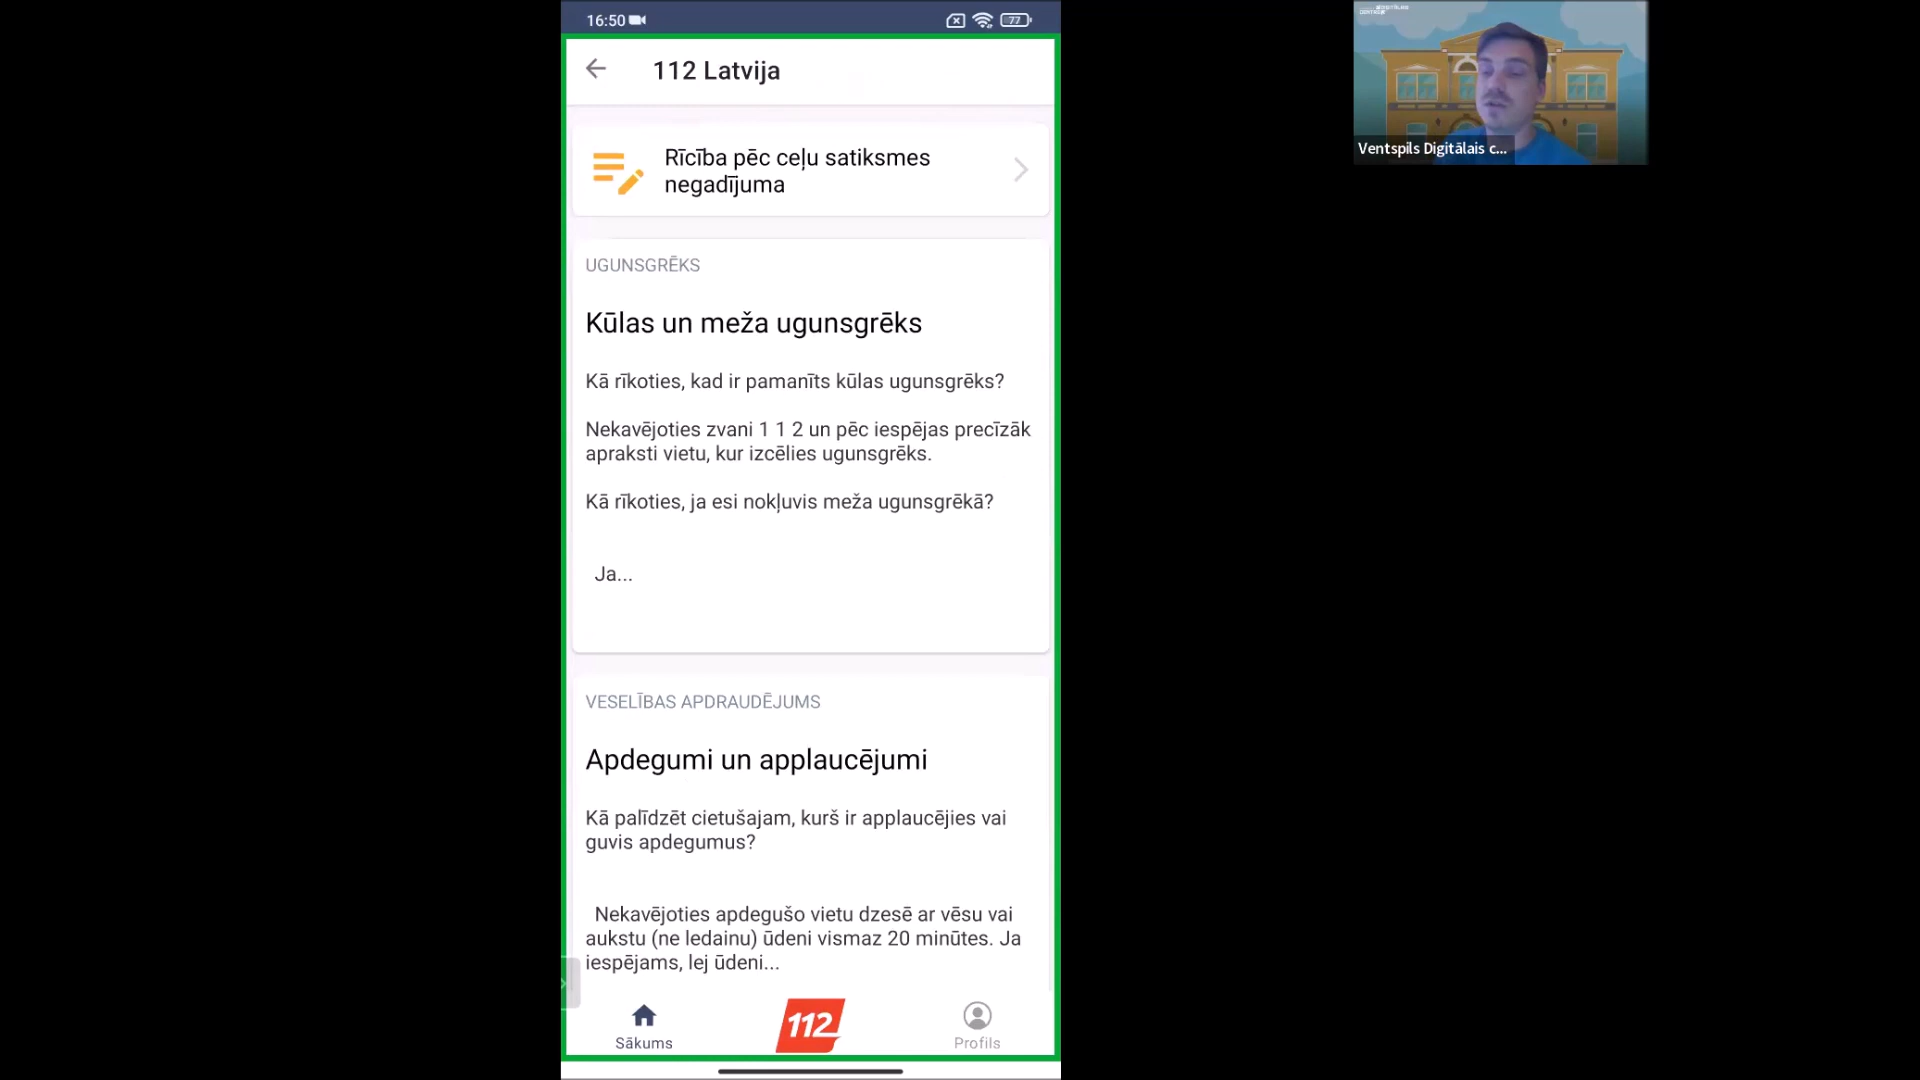 16:50
77
112 Latvija
Rīcība pēc ceļu satiksmes
negadījuma
UGUNSGRĒKS
Kūlas un meža ugunsgrēks
Kā rīkoties, kad ir pamanīts kūlas ugunsgrēks?
Nekavējoties zvani 1 1 2 un pēc iespējas precīzāk
apraksti vietu, kur izcēlies ugunsgrēks.
Kā rīkoties, ja esi nokļuvis meža ugunsgrēkā?
Ja...
VESELĪBAS APDRAUDĒJUMS
Apdegumi un applaucējumi
Kā palīdzēt cietušajam, kurš ir applaucējies vai
guvis apdegumus?
Nekavējoties apdegušo vietu dzesē ar vēsu vai
aukstu (ne ledainu) ūdeni vismaz 20 minūtes. Ja
iespējams, lej ūdeni...
Sākums
112
Profils
Ventspils Digitālais c...